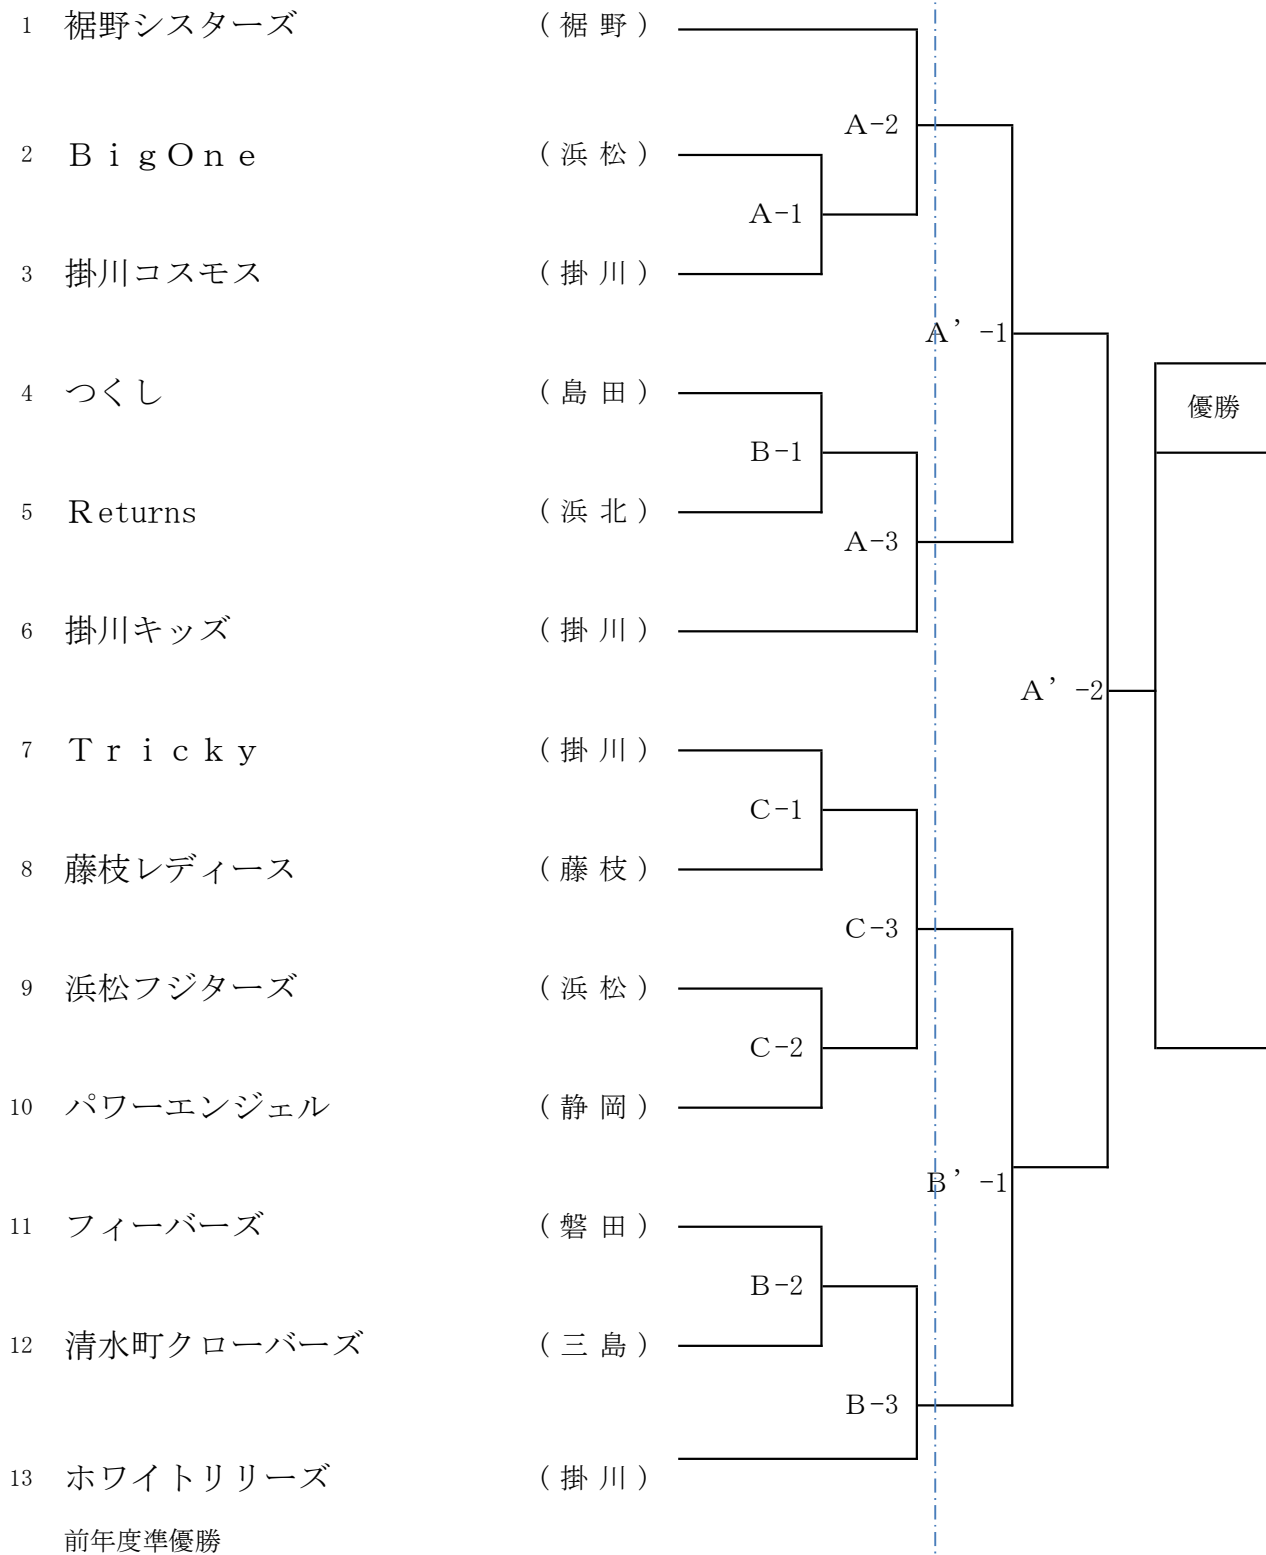 1 裾野シスターズ （裾野）
A-2
2 ＢｉｇＯｎｅ （浜松）
A-1
3 掛川コスモス （掛川）
A’-1
4 つくし （島田）
優勝
B-1
5 Returns （浜北）
A-3
6 掛川キッズ （掛川）
A’-2
7 Ｔｒｉｃｋｙ （掛川）
C-1
8 藤枝レディース （藤枝）
C-3
9 浜松フジターズ （浜松）
C-2
10 パワーエンジェル （静岡）
B’-1
11 フィーバーズ （磐田）
B-2
12 清水町クローバーズ （三島）
B-3
13 ホワイトリリーズ （掛川）
前年度準優勝